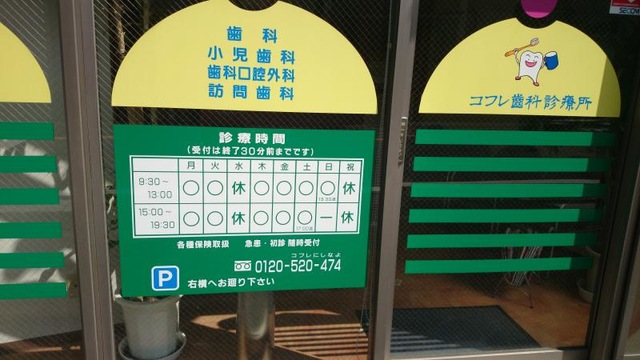 歯科
小児歯科
歯科口腔外科
訪問歯科
診療時間
(受付は終了30分前までです)
月 火 水 木 金 土 日 祝
9:30〜13:00 ○ ○ 休 ○ ○ ○ ○ 休
15:00〜19:30 ○ ○ 休 ○ ○ ○ ー 休
各種保険取扱 急患・初診 随時受付
コフレにしなよ
0120-520-474
P 右横へお廻り下さい
コフレ歯科診療所